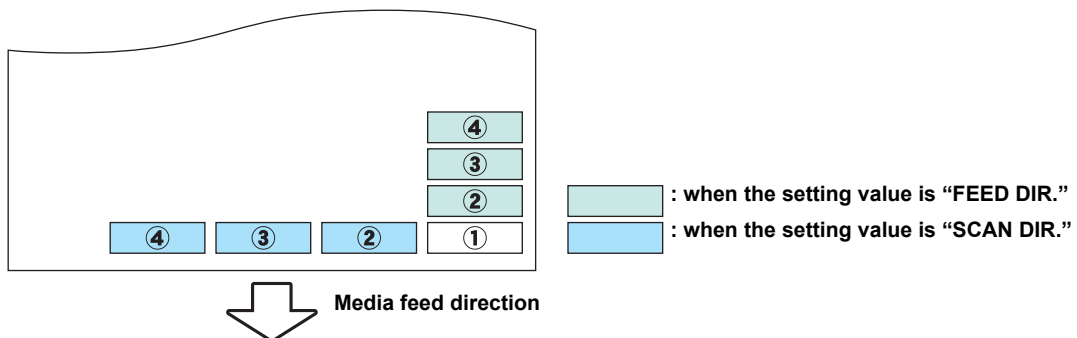 ④
③
②
④ ③ ② ①
: when the setting value is “FEED DIR.”
: when the setting value is “SCAN DIR.”
Media feed direction